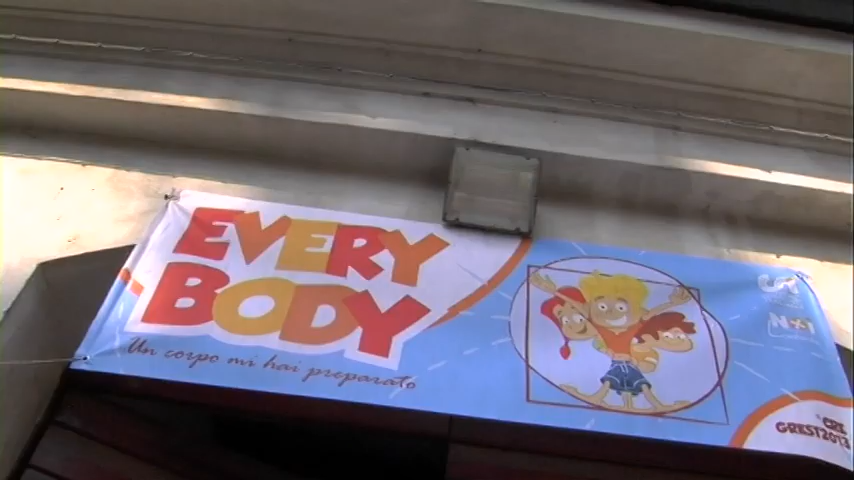 EVERY
BODY
Un corpo mi hai preparato
CRE
GREST2013